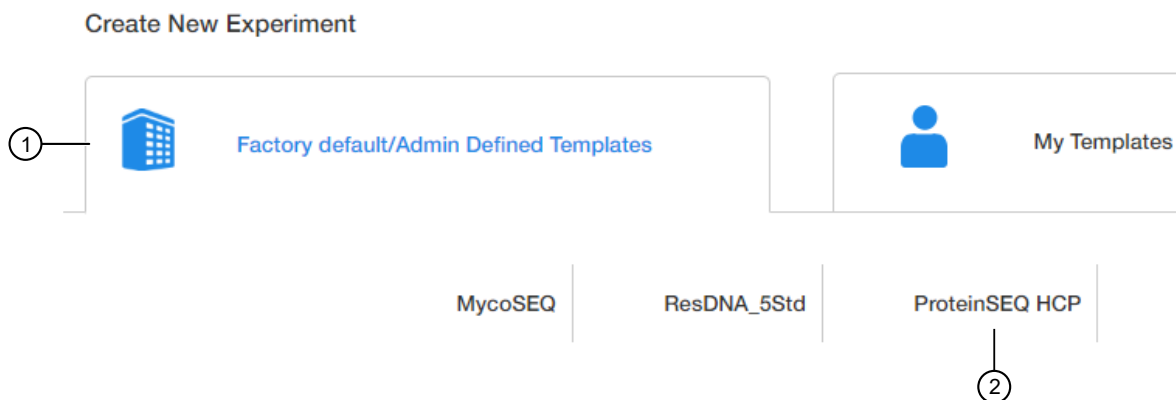 Create New Experiment
1
Factory default/Admin Defined Templates
My Templates
MycoSEQ
ResDNA_5Std
ProteinSEQ HCP
2